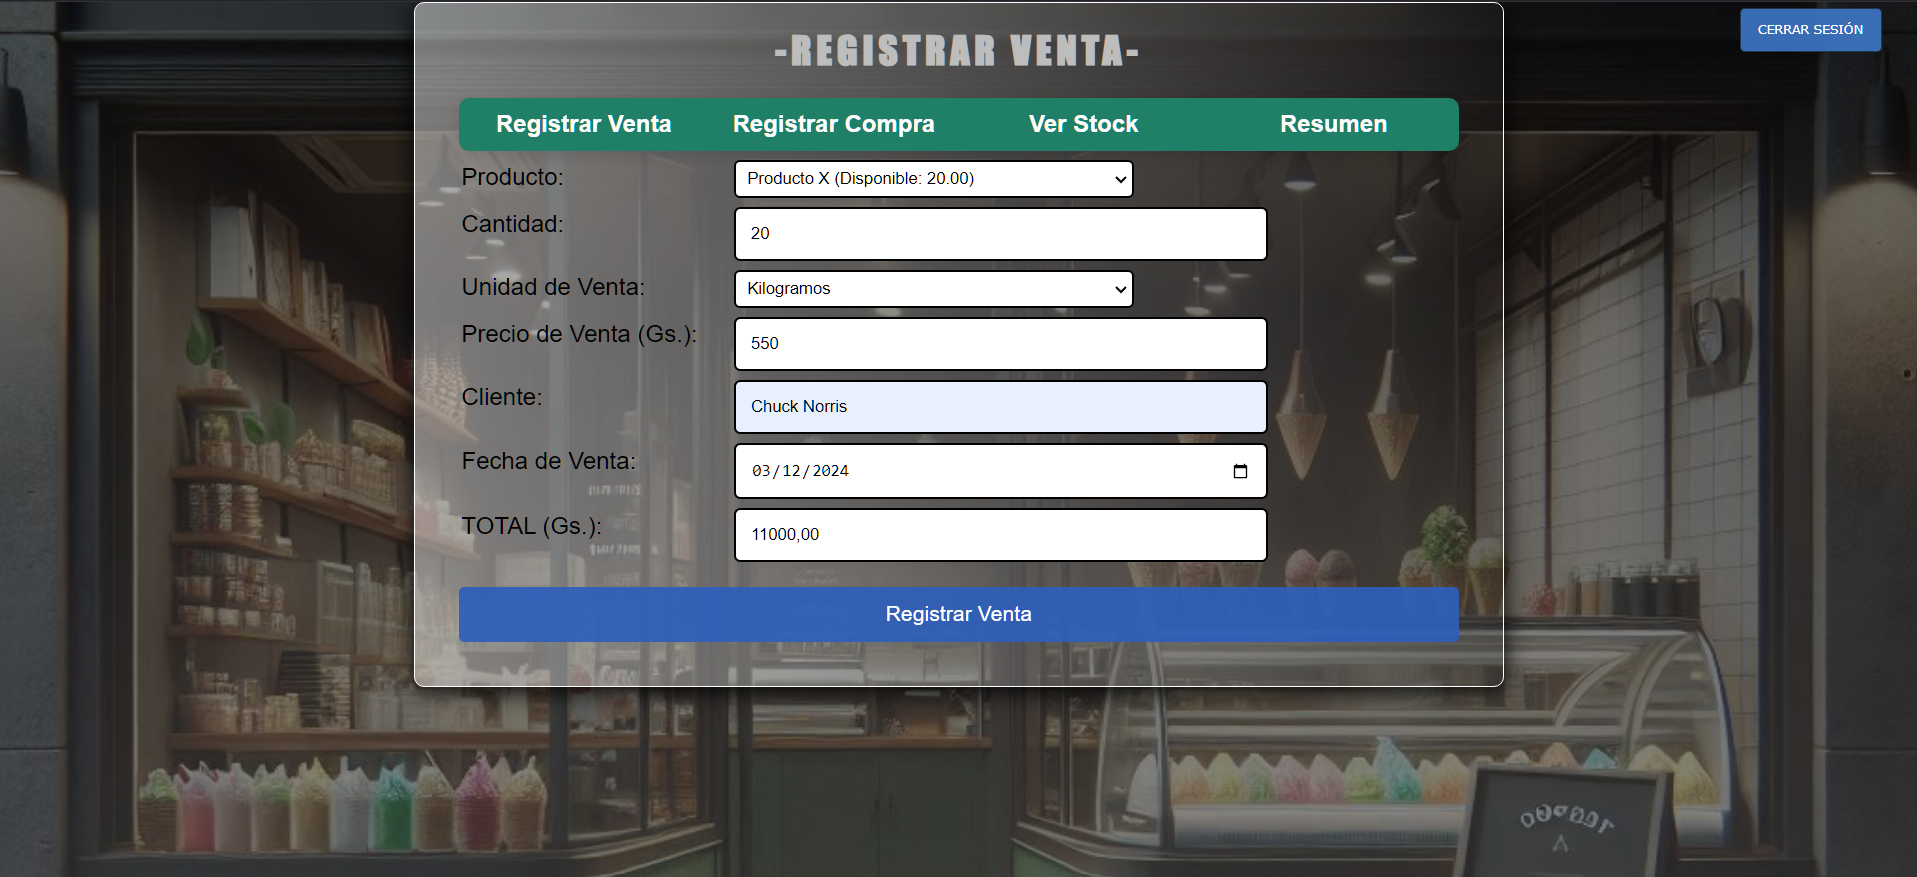 CERRAR SESIÓN
-REGISTRAR VENTA-
Registrar Venta Registrar Compra Ver Stock Resumen
Producto: Producto X (Disponible: 20.00)
Cantidad: 20
Unidad de Venta: Kilogramos
Precio de Venta (Gs.): 550
Cliente: Chuck Norris
Fecha de Venta: 03/12/2024
TOTAL (Gs.): 11000,00
Registrar Venta